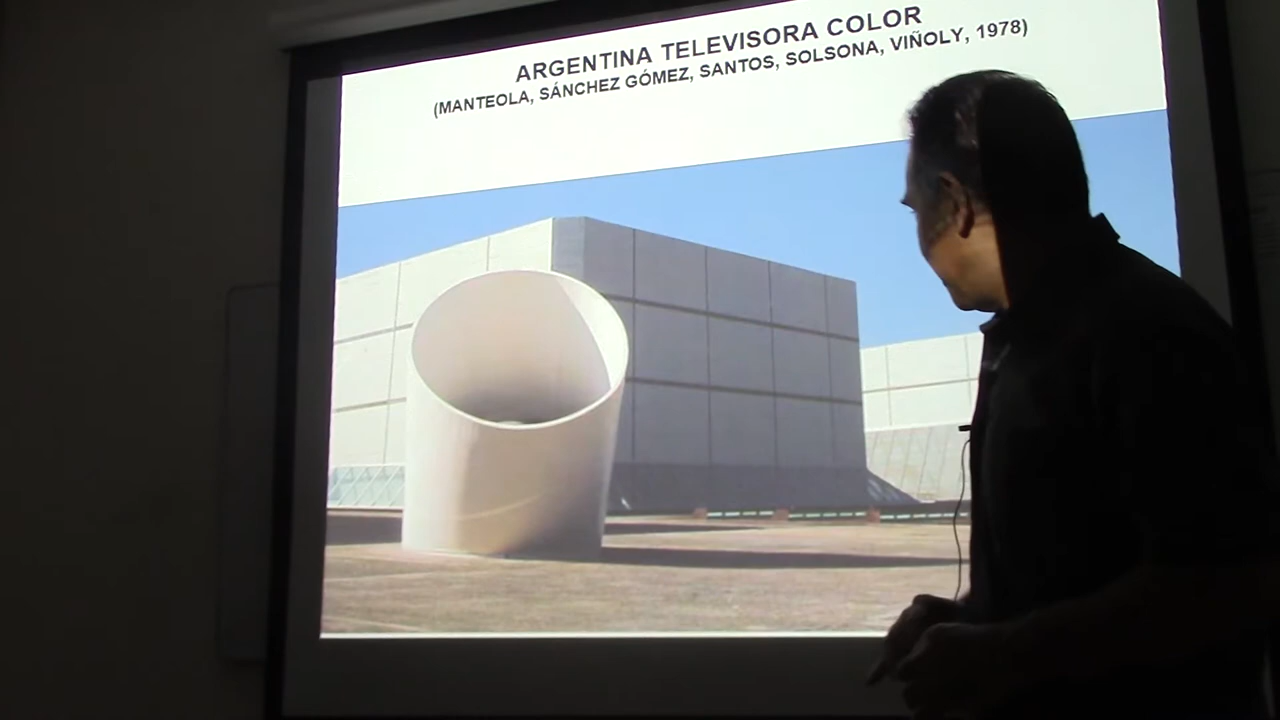 ARGENTINA TELEVISORA COLOR
(MANTEOLA, SÁNCHEZ GÓMEZ, SANTOS, SOLSONA, VIÑOLY, 1978)